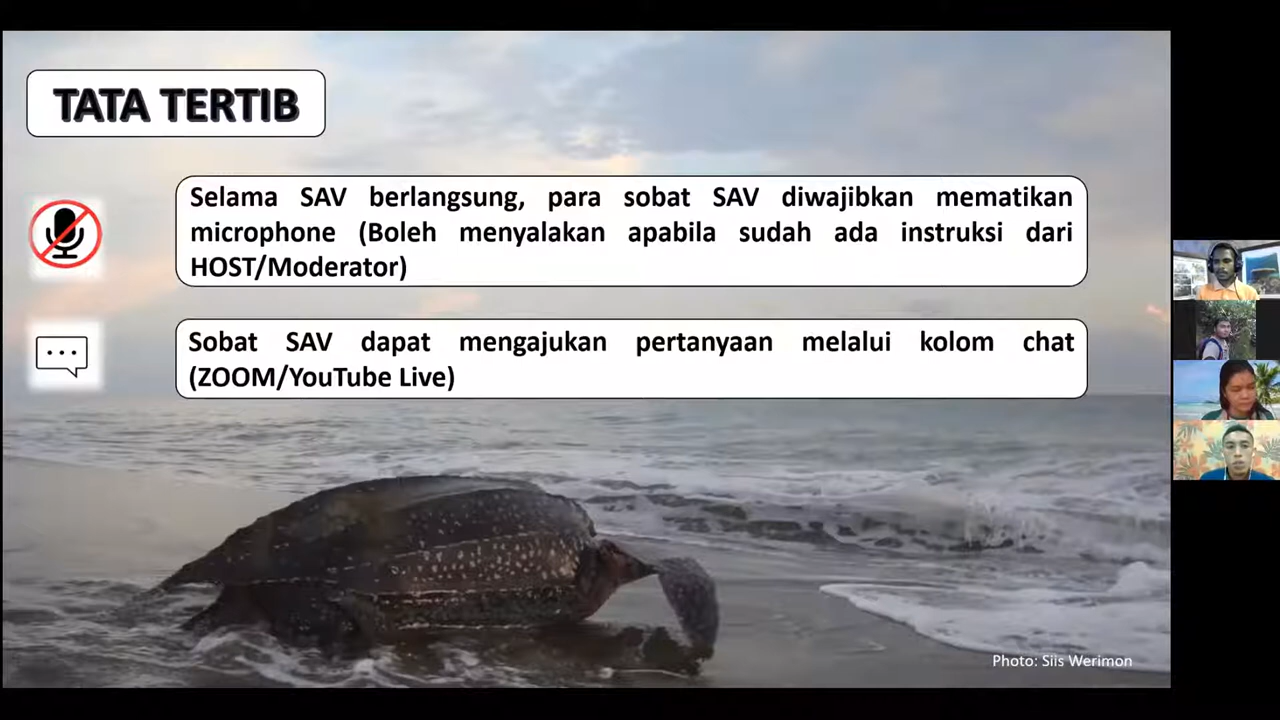 TATA TERTIB
Selama SAV berlangsung, para sobat SAV diwajibkan mematikan
microphone (Boleh menyalakan apabila sudah ada instruksi dari
HOST/Moderator)
Sobat SAV dapat mengajukan pertanyaan melalui kolom chat
(ZOOM/YouTube Live)
Photo: Siis Werimon